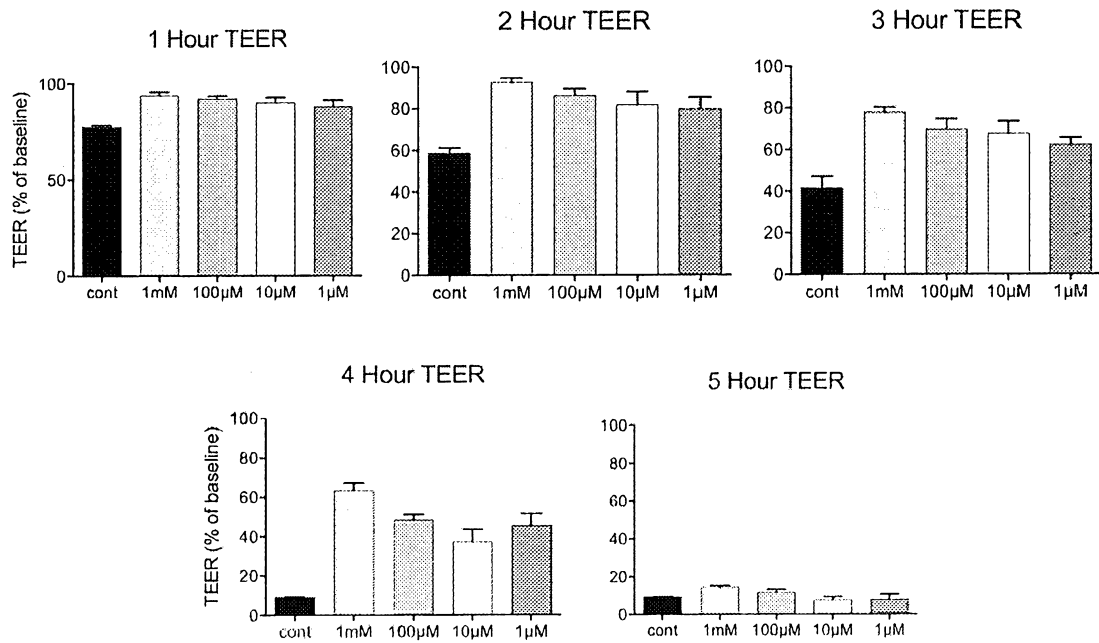 1 Hour TEER
2 Hour TEER
3 Hour TEER
TEER (% of baseline)
100
50
0
cont 1mM 100µM 10µM 1µM
100
80
60
40
20
0
cont 1mM 100µM 10µM 1µM
100
80
60
40
20
0
cont 1mM 100µM 10µM 1µM
4 Hour TEER
5 Hour TEER
TEER (% of baseline)
100
80
60
40
20
0
cont 1mM 100µM 10µM 1µM
100
80
60
40
20
0
cont 1mM 100µM 10µM 1µM